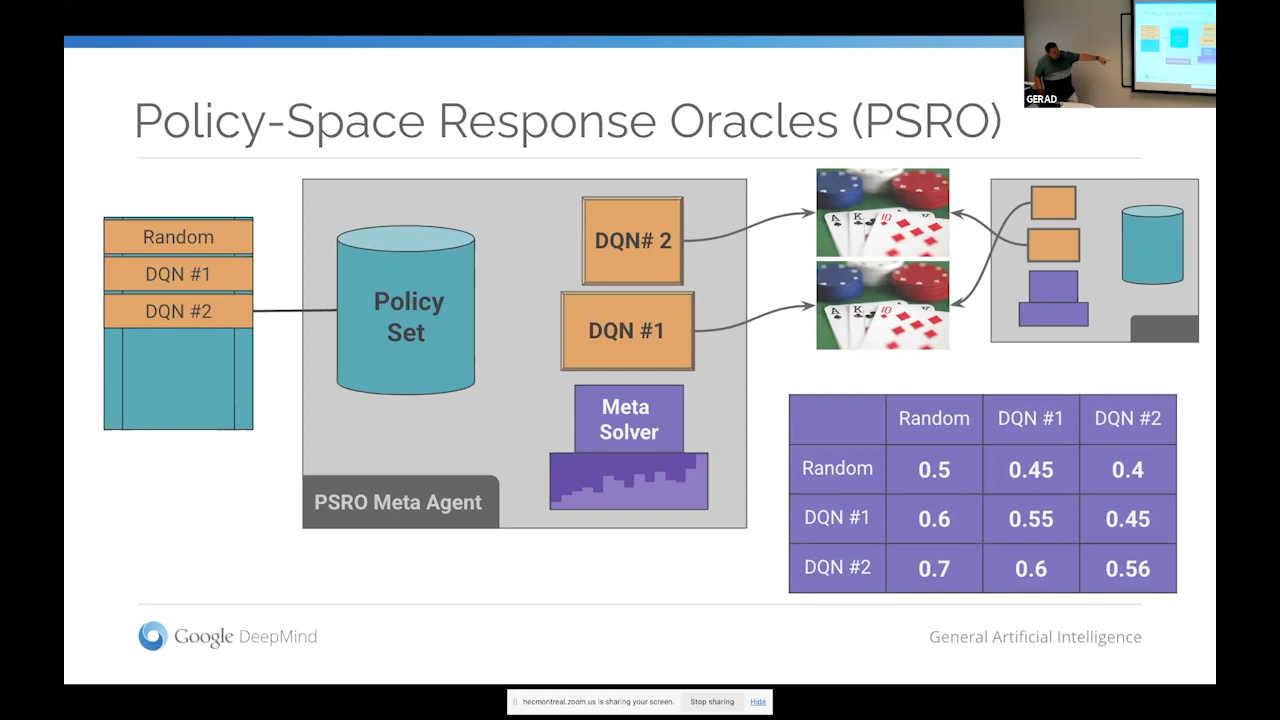 GERAD
Policy-Space Response Oracles (PSRO)
Random
DQN #1
DQN #2
Policy
Set
DQN# 2
DQN #1
Meta
Solver
PSRO Meta Agent
Random DQN #1 DQN #2
Random 0.5 0.45 0.4
DQN #1 0.6 0.55 0.45
DQN #2 0.7 0.6 0.56
Google DeepMind
General Artificial Intelligence
hecmontreal.zoom.us is sharing your screen. Stop sharing Hide